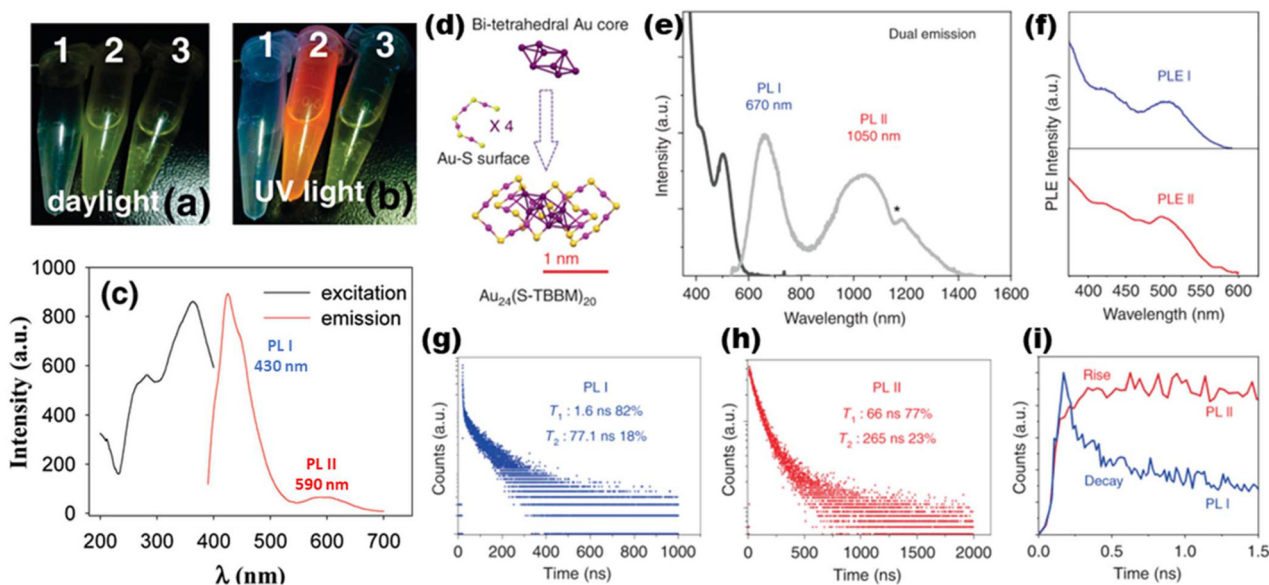 1 2 3
daylight (a)
1 2 3
UV light (b)
(c)
Intensity (a.u.)
1000
800
600
400
200
0
excitation
emission
PL I
430 nm
PL II
590 nm
200 300 400 500 600 700
λ (nm)
(d)
Bi-tetrahedral Au core
X 4
Au-S surface
1 nm
Au24(S-TBBM)20
(e)
Dual emission
PL I
670 nm
PL II
1050 nm
*
Intensity (a.u.)
400 600 800 1000 1200 1400 1600
Wavelength (nm)
(f)
PLE I
PLE II
PLE Intensity (a.u.)
400 450 500 550 600
Wavelength (nm)
(g)
PL I
T1 : 1.6 ns 82%
T2 : 77.1 ns 18%
Counts (a.u.)
0 200 400 600 800 1000
Time (ns)
(h)
PL II
T1 : 66 ns 77%
T2 : 265 ns 23%
Counts (a.u.)
0 500 1000 1500 2000
Time (ns)
(i)
Rise
PL II
Decay
PL I
Counts (a.u.)
0.0 0.5 1.0 1.5
Time (ns)